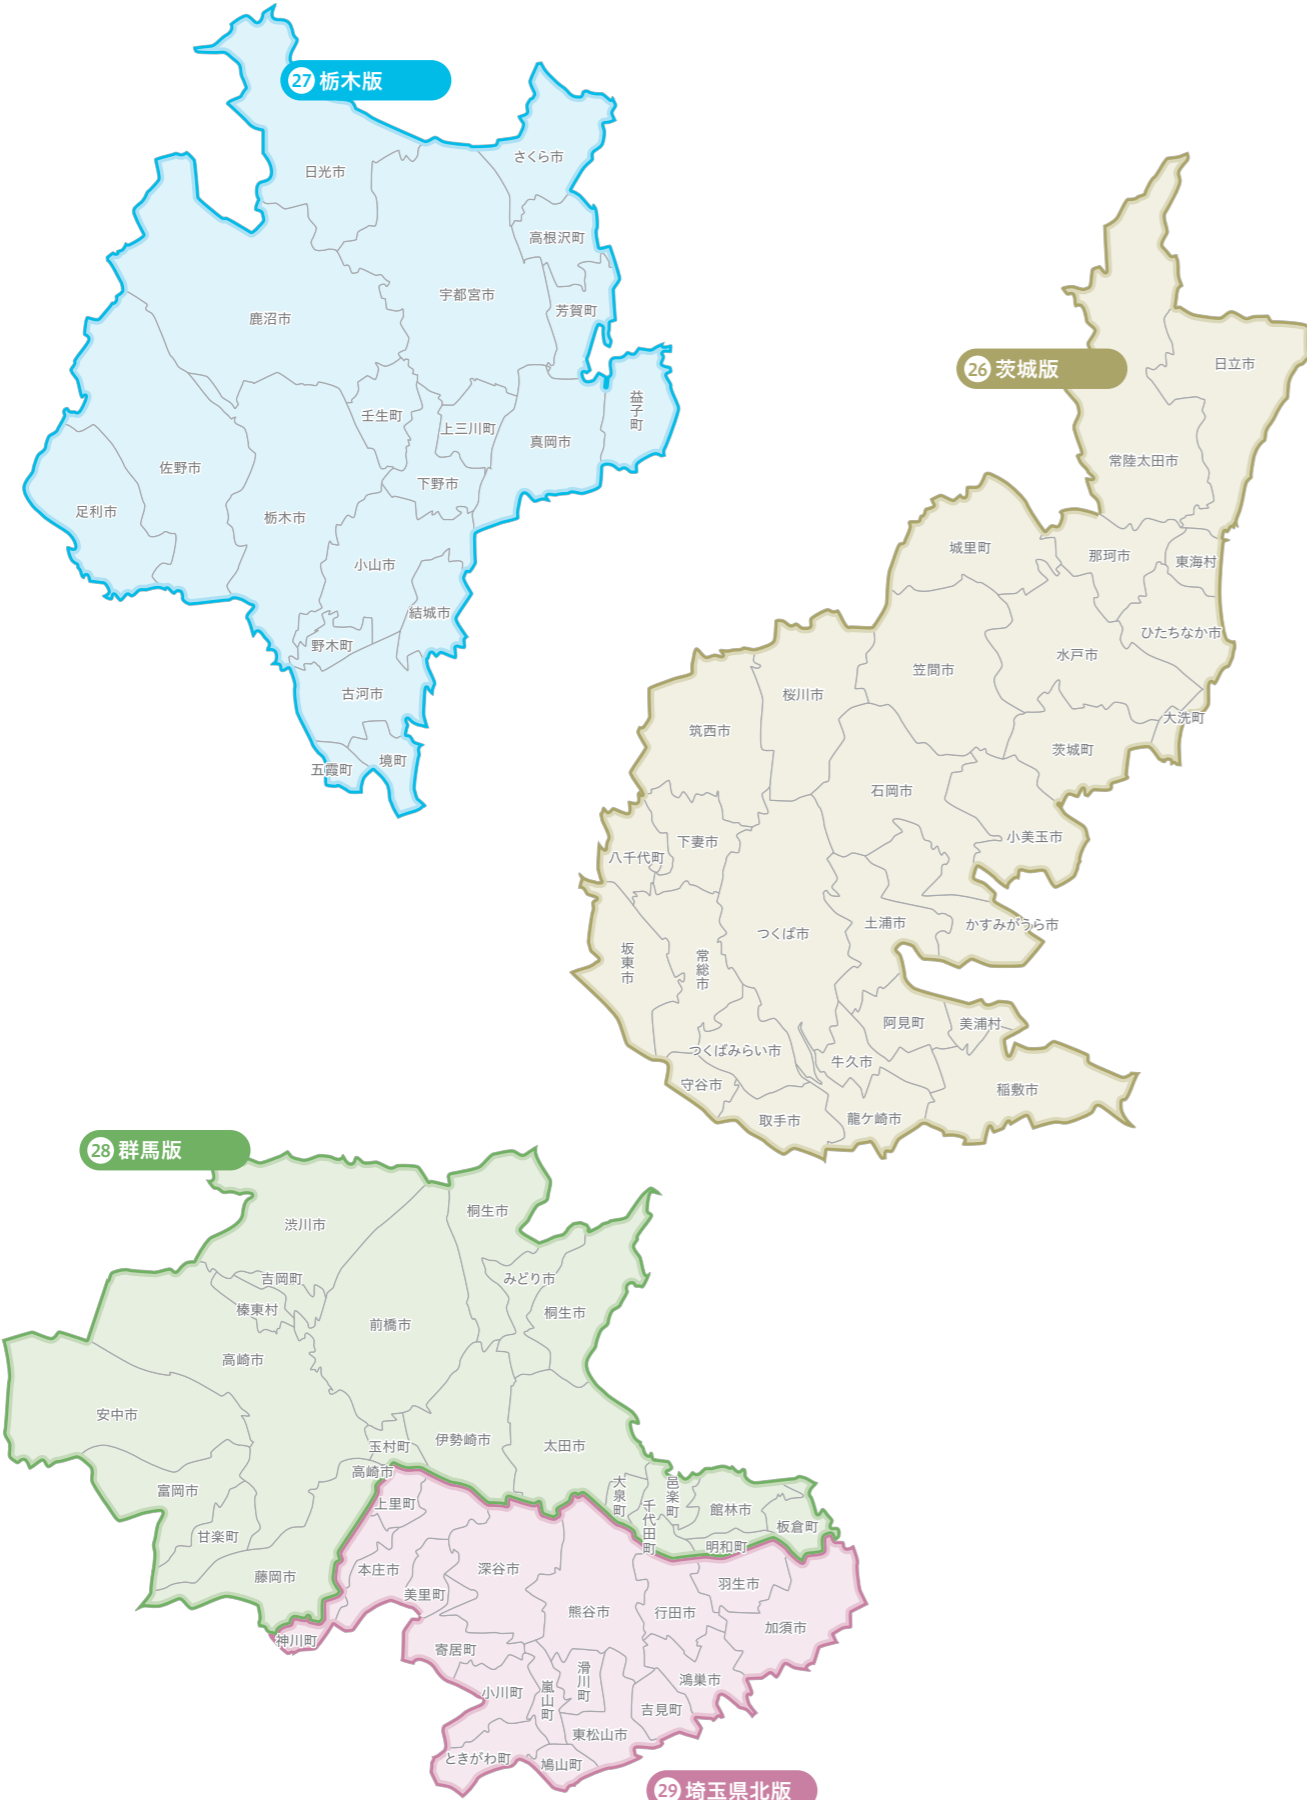 27 栃木版
日光市
さくら市
高根沢町
宇都宮市
芳賀町
鹿沼市
益子町
壬生町
上三川町
真岡市
佐野市
下野市
足利市
栃木市
小山市
結城市
野木町
古河市
境町
五霞町
26 茨城版
日立市
常陸太田市
城里町
那珂市
東海村
ひたちなか市
水戸市
笠間市
桜川市
大洗町
筑西市
茨城町
石岡市
小美玉市
下妻市
八千代町
土浦市
かすみがうら市
つくば市
坂東市
常総市
阿見町
美浦村
つくばみらい市
牛久市
守谷市
稲敷市
取手市
龍ケ崎市
28 群馬版
桐生市
渋川市
吉岡町
みどり市
榛東村
桐生市
前橋市
高崎市
安中市
玉村町
伊勢崎市
太田市
高崎市
富岡市
大泉町
邑楽町
千代田町
館林市
板倉町
甘楽町
明和町
藤岡市
上里町
本庄市
深谷市
美里町
羽生市
熊谷市
行田市
加須市
神川町
寄居町
小川町
嵐山町
滑川町
鴻巣市
吉見町
東松山市
ときがわ町
鳩山町
29 埼玉県北版